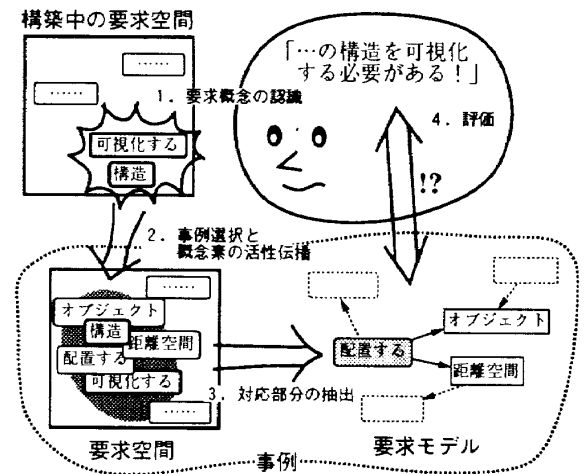 構築中の要求空間
……
……
1. 要求概念の認識
可視化する
構造
「…の構造を可視化
する必要がある！」
4. 評価
!?
2. 事例選択と
概念素の活性伝播
……
オブジェクト
構造
距離空間
配置する
可視化する
……
要求空間
3. 対応部分の抽出
オブジェクト
配置する
距離空間
要求モデル
事例